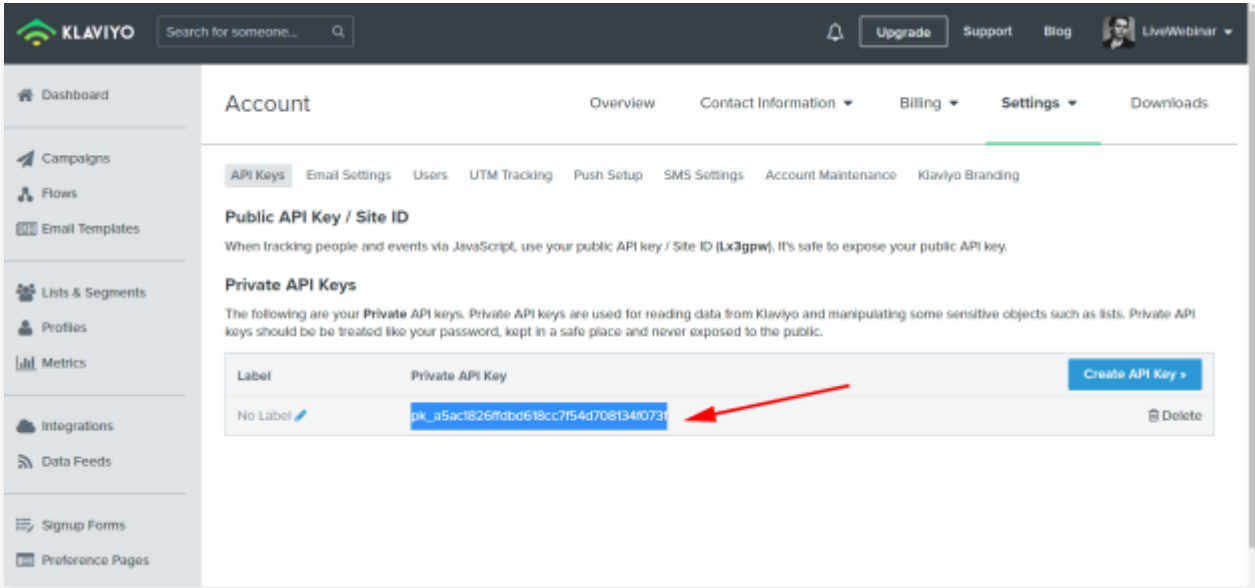 KLAVIYO
Search for someone...
Upgrade
Support
Blog
LiveWebinar
Dashboard
Campaigns
Flows
Email Templates
Lists & Segments
Profiles
Metrics
Integrations
Data Feeds
Signup Forms
Preference Pages
Account
Overview
Contact Information
Billing
Settings
Downloads
API Keys
Email Settings
Users
UTM Tracking
Push Setup
SMS Settings
Account Maintenance
Klaviyo Branding
Public API Key / Site ID
When tracking people and events via JavaScript, use your public API key / Site ID (Lx3gpw). It's safe to expose your public API key.
Private API Keys
The following are your Private API keys. Private API keys are used for reading data from Klaviyo and manipulating some sensitive objects such as lists. Private API
keys should be be treated like your password, kept in a safe place and never exposed to the public.
Label
Private API Key
Create API Key »
No Label
pk_a5ac1826ffdbd618cc7f54d708134f073f
Delete